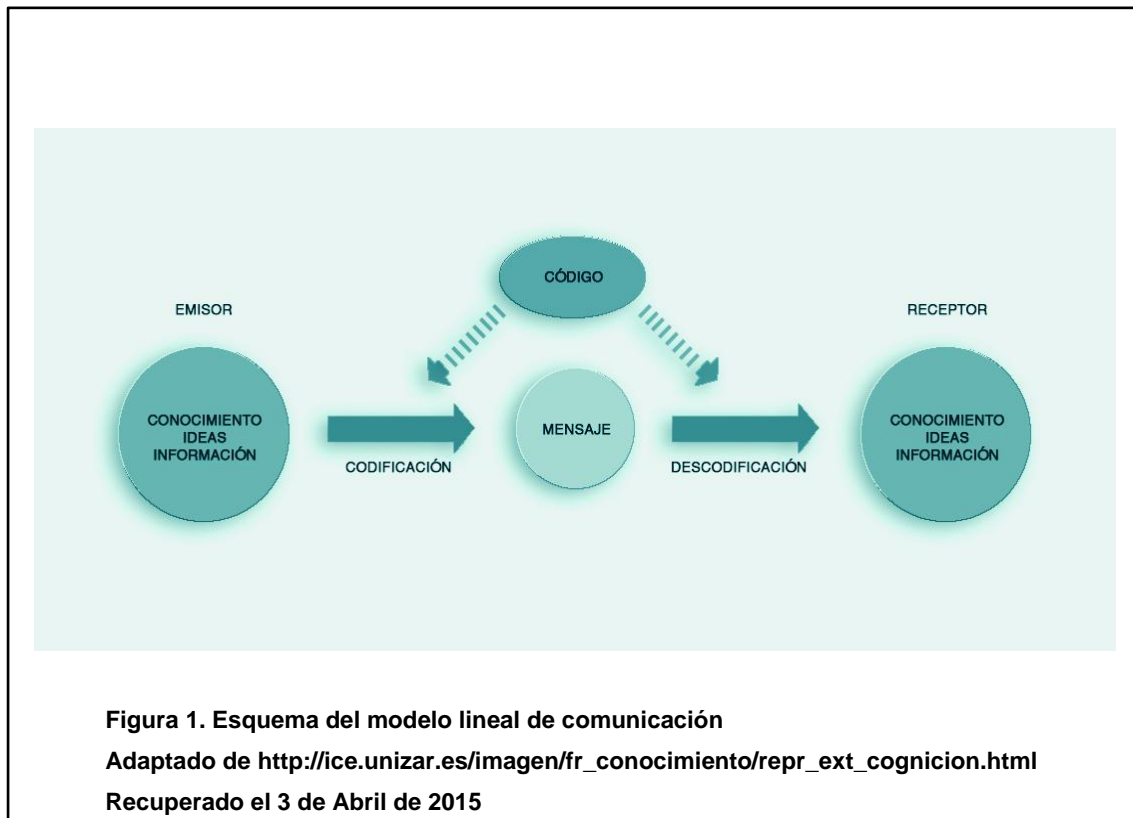 CÓDIGO
EMISOR
RECEPTOR
CONOCIMIENTO
IDEAS
INFORMACIÓN
CODIFICACIÓN
MENSAJE
DESCODIFICACIÓN
CONOCIMIENTO
IDEAS
INFORMACIÓN
Figura 1. Esquema del modelo lineal de comunicación
Adaptado de http://ice.unizar.es/imagen/fr_conocimiento/repr_ext_cognicion.html
Recuperado el 3 de Abril de 2015